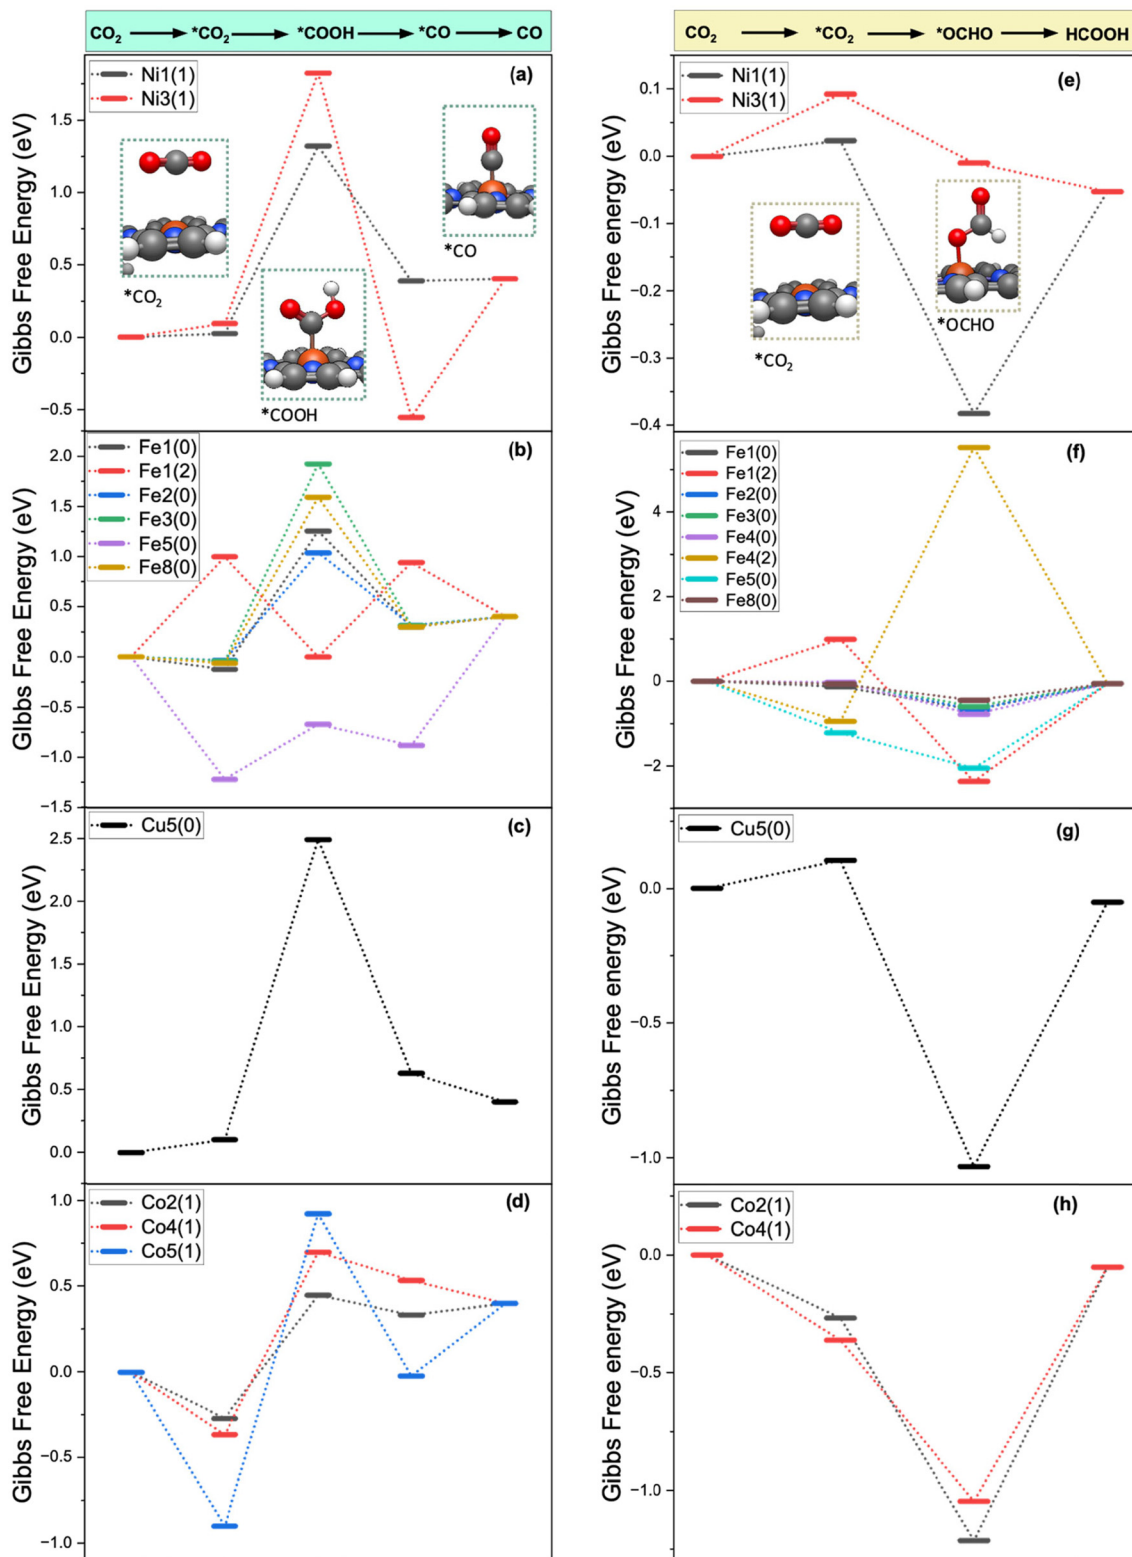 CO₂ → *CO₂ → *COOH → *CO → CO
(a)
Ni1(1)
Ni3(1)
Gibbs Free Energy (eV)
1.5
1.0
0.5
0.0
−0.5
*CO₂
*COOH
*CO
(b)
Fe1(0)
Fe1(2)
Fe2(0)
Fe3(0)
Fe5(0)
Fe8(0)
Gibbs Free Energy (eV)
2.0
1.5
1.0
0.5
0.0
−0.5
−1.0
−1.5
(c)
Cu5(0)
Gibbs Free Energy (eV)
2.5
2.0
1.5
1.0
0.5
0.0
(d)
Co2(1)
Co4(1)
Co5(1)
Gibbs Free Energy (eV)
1.0
0.5
0.0
−0.5
−1.0
CO₂ → *CO₂ → *OCHO → HCOOH
(e)
Ni1(1)
Ni3(1)
Gibbs Free energy (eV)
0.1
0.0
−0.1
−0.2
−0.3
−0.4
*CO₂
*OCHO
(f)
Fe1(0)
Fe1(2)
Fe2(0)
Fe3(0)
Fe4(0)
Fe4(2)
Fe5(0)
Fe8(0)
Gibbs Free energy (eV)
4
2
0
−2
(g)
Cu5(0)
Gibbs Free energy (eV)
0.0
−0.5
−1.0
(h)
Co2(1)
Co4(1)
Gibbs Free energy (eV)
0.0
−0.5
−1.0